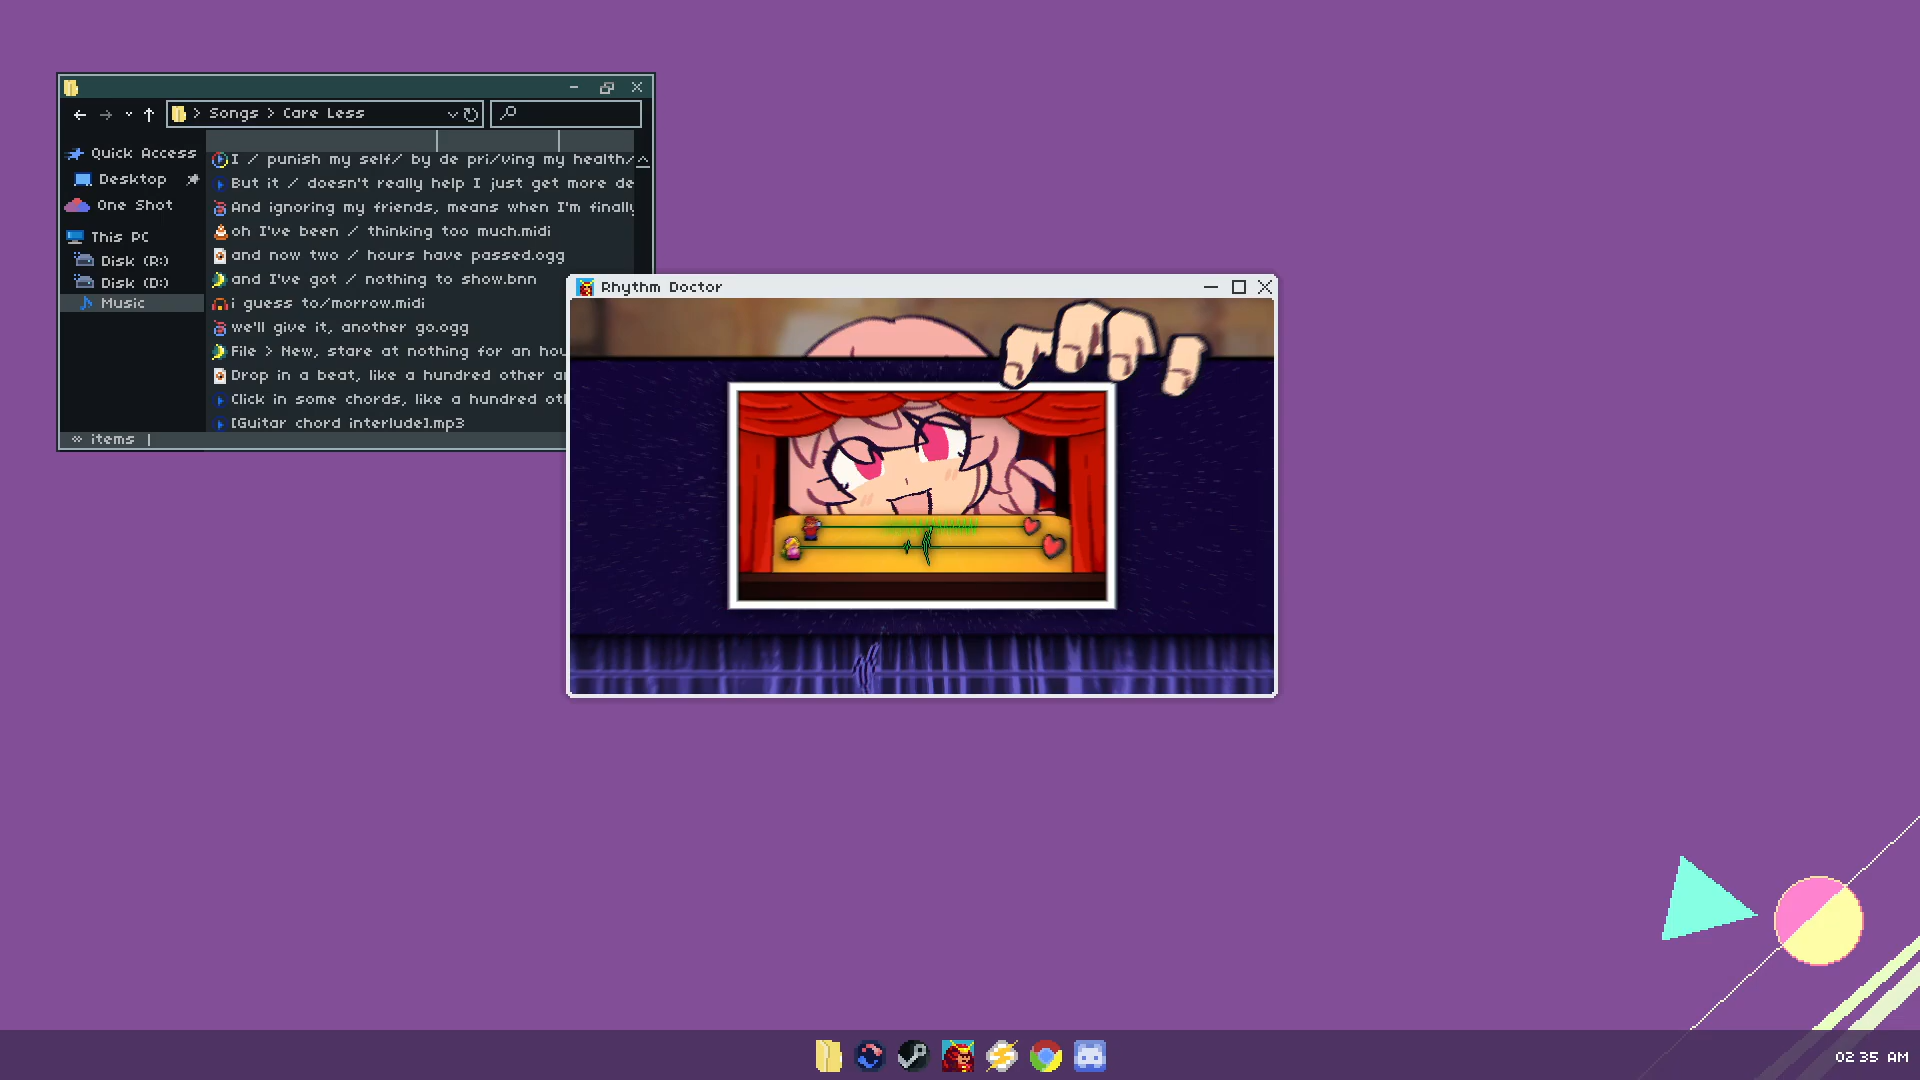 Songs > Care Less
Quick Access
Desktop
One Shot
This PC
Disk (R:)
Disk (D:)
Music
I / punish my self/ by de pri/ving my health/
But it / doesn't really help I just get more de
And ignoring my friends, means when I'm finally
oh I've been / thinking too much.midi
and now two / hours have passed.ogg
and I've got / nothing to show.bnn
i guess to/morrow.midi
we'll give it, another go.ogg
File > New, stare at nothing for an hou
Drop in a beat, like a hundred other
Click in some chords, like a hundred
[Guitar chord interlude].mp3
∞ items |
Rhythm Doctor
02 35 AM